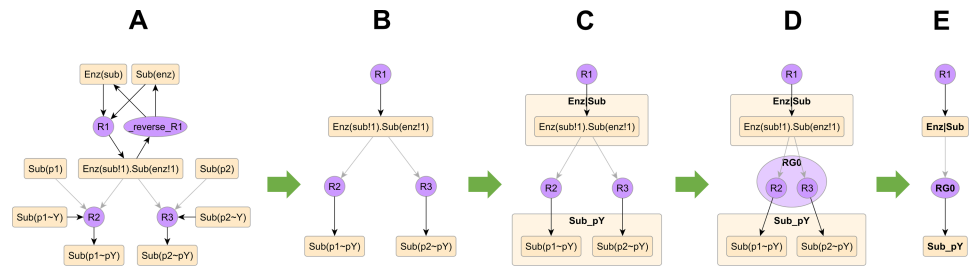 A
B
C
D
E
Enz(sub)
Sub(enz)
R1
_reverse_R1
Sub(p1)
Enz(sub!1).Sub(enz!1)
Sub(p2)
Sub(p1~Y)
R2
R3
Sub(p2~Y)
Sub(p1~pY)
Sub(p2~pY)
R1
Enz(sub!1).Sub(enz!1)
R2
R3
Sub(p1~pY)
Sub(p2~pY)
R1
Enz|Sub
Enz(sub!1).Sub(enz!1)
R2
R3
Sub_pY
Sub(p1~pY)
Sub(p2~pY)
R1
Enz|Sub
Enz(sub!1).Sub(enz!1)
RG0
R2
R3
Sub_pY
Sub(p1~pY)
Sub(p2~pY)
R1
Enz|Sub
RG0
Sub_pY